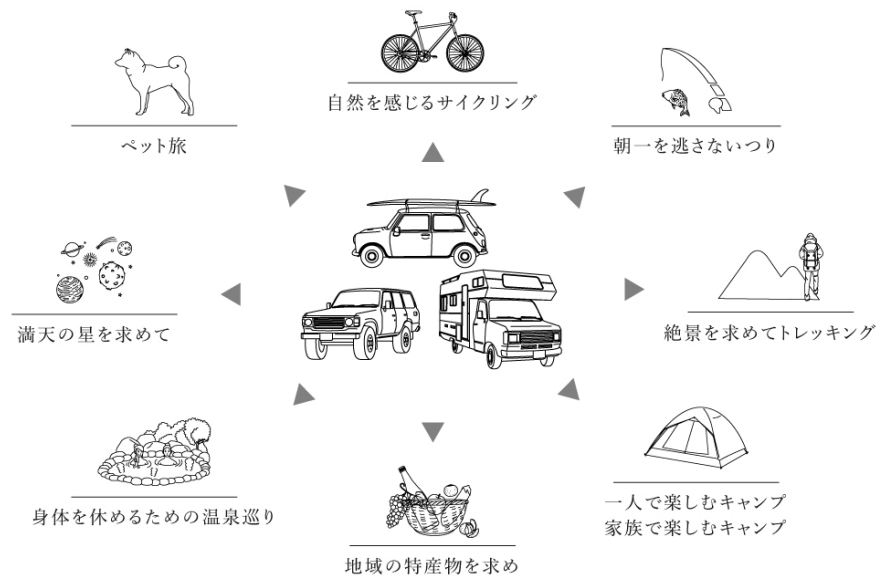 自然を感じるサイクリング
ペット旅
朝一を逃さないつり
満天の星を求めて
絶景を求めてトレッキング
身体を休めるための温泉巡り
一人で楽しむキャンプ
家族で楽しむキャンプ
地域の特産物を求め